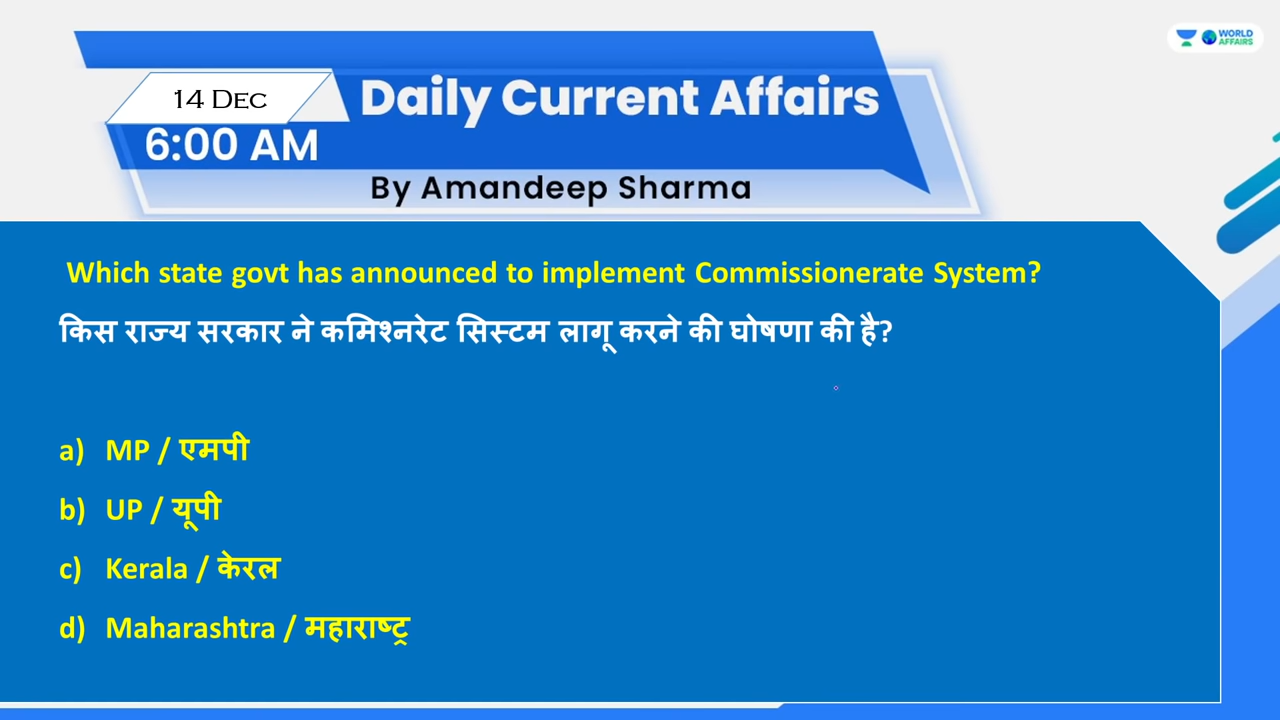 WORLD
AFFAIRS
14 DEC
Daily Current Affairs
6:00 AM
By Amandeep Sharma
Which state govt has announced to implement Commissionerate System?
किस राज्य सरकार ने कमिश्नरेट सिस्टम लागू करने की घोषणा की है?
a) MP / एमपी
b) UP / यूपी
c) Kerala / केरल
d) Maharashtra / महाराष्ट्र